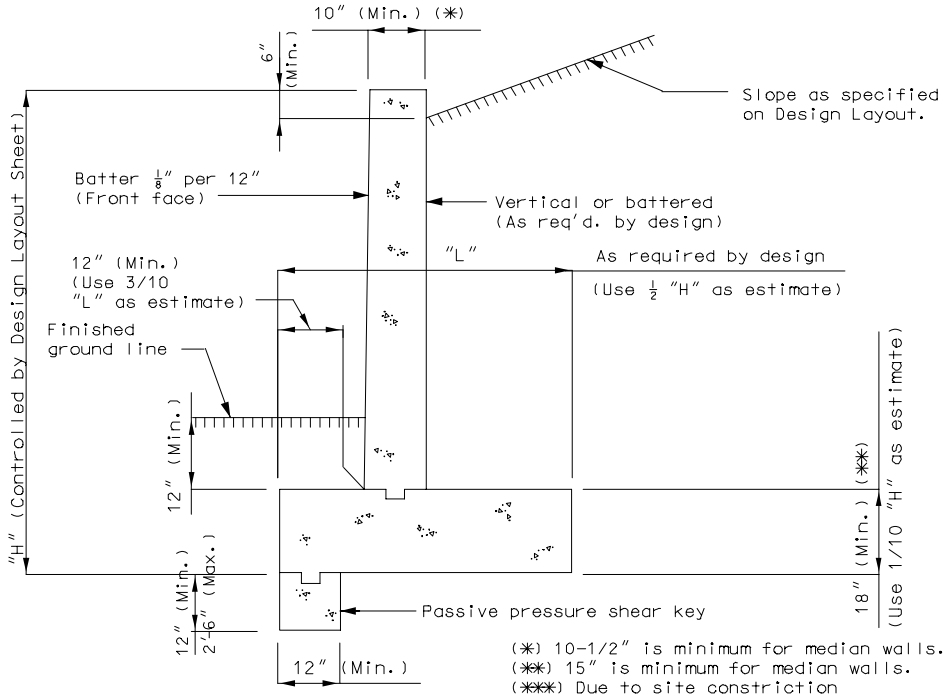 10" (Min.) (*)
6"
(Min.)
Slope as specified
on Design Layout.
"H" (Controlled by Design Layout Sheet)
Batter 1/8" per 12"
(Front face)
Vertical or battered
(As req'd. by design)
"L"
As required by design
(Use 1/2 "H" as estimate)
12" (Min.)
(Use 3/10
"L" as estimate)
Finished
ground line
12" (Min.)
18" (Min.) (**)
(Use 1/10 "H" as estimate)
12" (Min.)
2'-6" (Max.)
Passive pressure shear key
12" (Min.)
(*) 10-1/2" is minimum for median walls.
(**) 15" is minimum for median walls.
(***) Due to site constriction